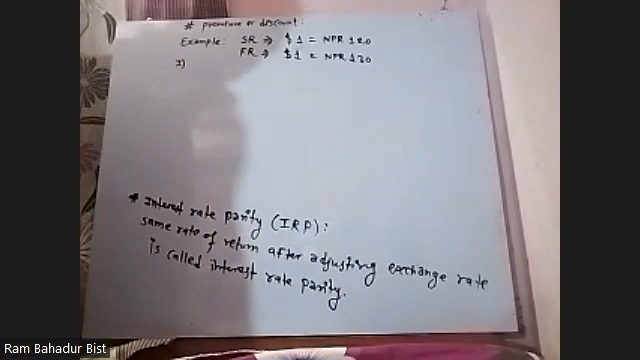 # premium or discount:
Example: SR ⇒ $1 = NPR 120
FR ⇒ $1 = NPR 130
1)
* Interest rate parity (IRP):
same rate of return after adjusting exchange rate
is called interest rate parity.
Ram Bahadur Bist